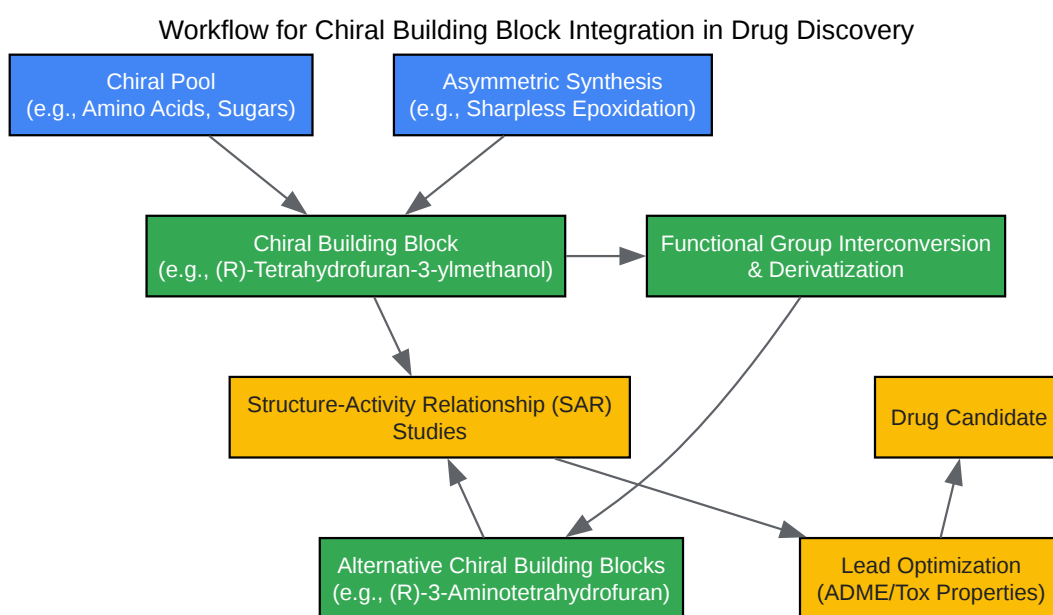 Workflow for Chiral Building Block Integration in Drug Discovery
Chiral Pool
(e.g., Amino Acids, Sugars)
Asymmetric Synthesis
(e.g., Sharpless Epoxidation)
Chiral Building Block
(e.g., (R)-Tetrahydrofuran-3-ylmethanol)
Functional Group Interconversion
& Derivatization
Structure-Activity Relationship (SAR)
Studies
Drug Candidate
Alternative Chiral Building Blocks
(e.g., (R)-3-Aminotetrahydrofuran)
Lead Optimization
(ADME/Tox Properties)